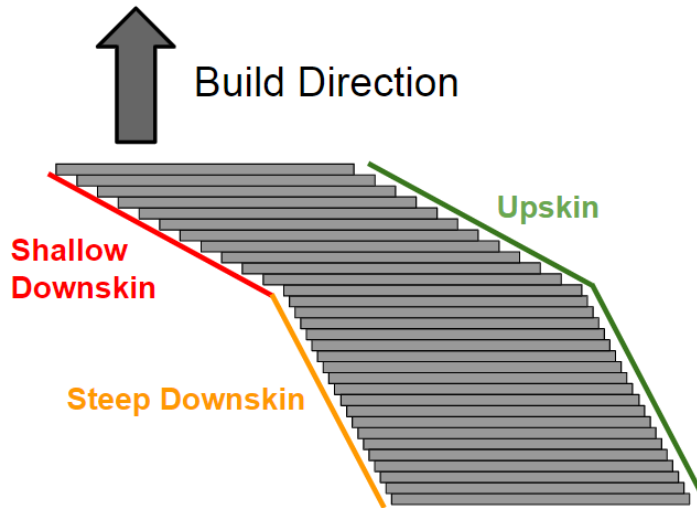 Build Direction
Upskin
Shallow
Downskin
Steep Downskin